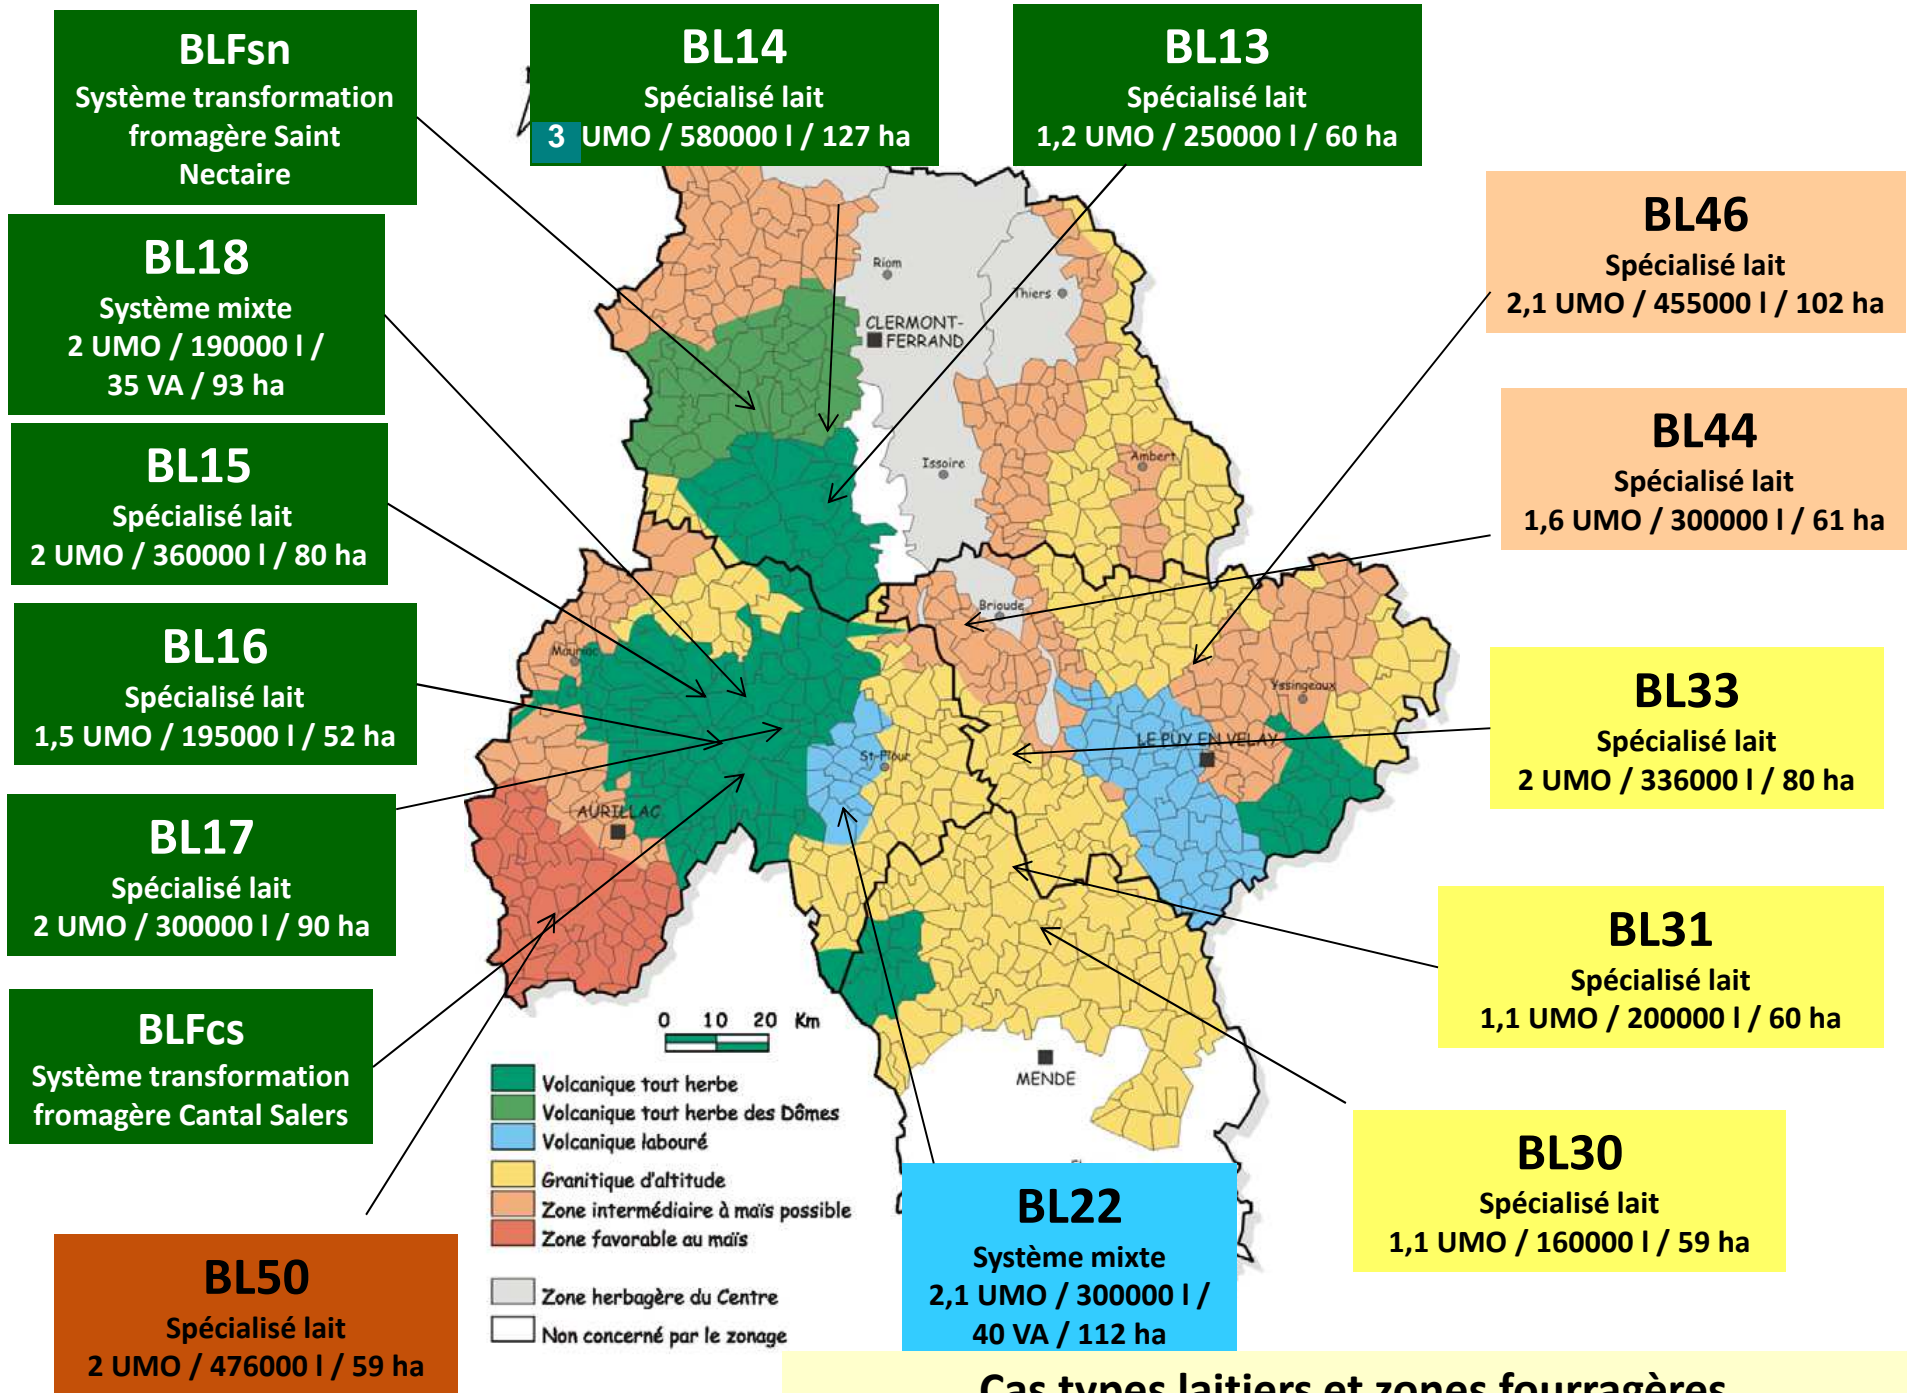 BLFsn
Système transformation
fromagère Saint
Nectaire
BL14
Spécialisé lait
3 UMO / 580000 l / 127 ha
BL13
Spécialisé lait
1,2 UMO / 250000 l / 60 ha
BL18
Système mixte
2 UMO / 190000 l /
35 VA / 93 ha
BL46
Spécialisé lait
2,1 UMO / 455000 l / 102 ha
BL15
Spécialisé lait
2 UMO / 360000 l / 80 ha
BL44
Spécialisé lait
1,6 UMO / 300000 l / 61 ha
BL16
Spécialisé lait
1,5 UMO / 195000 l / 52 ha
BL33
Spécialisé lait
2 UMO / 336000 l / 80 ha
BL17
Spécialisé lait
2 UMO / 300000 l / 90 ha
BL31
Spécialisé lait
1,1 UMO / 200000 l / 60 ha
BLFcs
Système transformation
fromagère Cantal Salers
BL30
Spécialisé lait
1,1 UMO / 160000 l / 59 ha
BL50
Spécialisé lait
2 UMO / 476000 l / 59 ha
BL22
Système mixte
2,1 UMO / 300000 l /
40 VA / 112 ha
Riom
Thiers
CLERMONT-
FERRAND
Issoire
Ambert
Brioude
Mauriac
Yssingeaux
St-Flour
LE PUY EN VELAY
AURILLAC
MENDE
0 10 20 Km
Volcanique tout herbe
Volcanique tout herbe des Dômes
Volcanique labouré
Granitique d'altitude
Zone intermédiaire à maïs possible
Zone favorable au maïs
Zone herbagère du Centre
Non concerné par le zonage
Cas types laitiers et zones fourragères